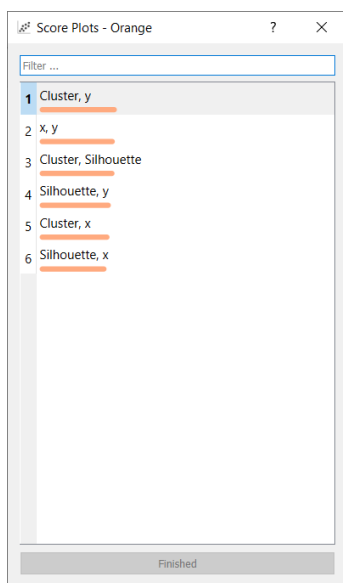 Score Plots - Orange ? ×
Filter ...
1 Cluster, y
2 x, y
3 Cluster, Silhouette
4 Silhouette, y
5 Cluster, x
6 Silhouette, x
Finished